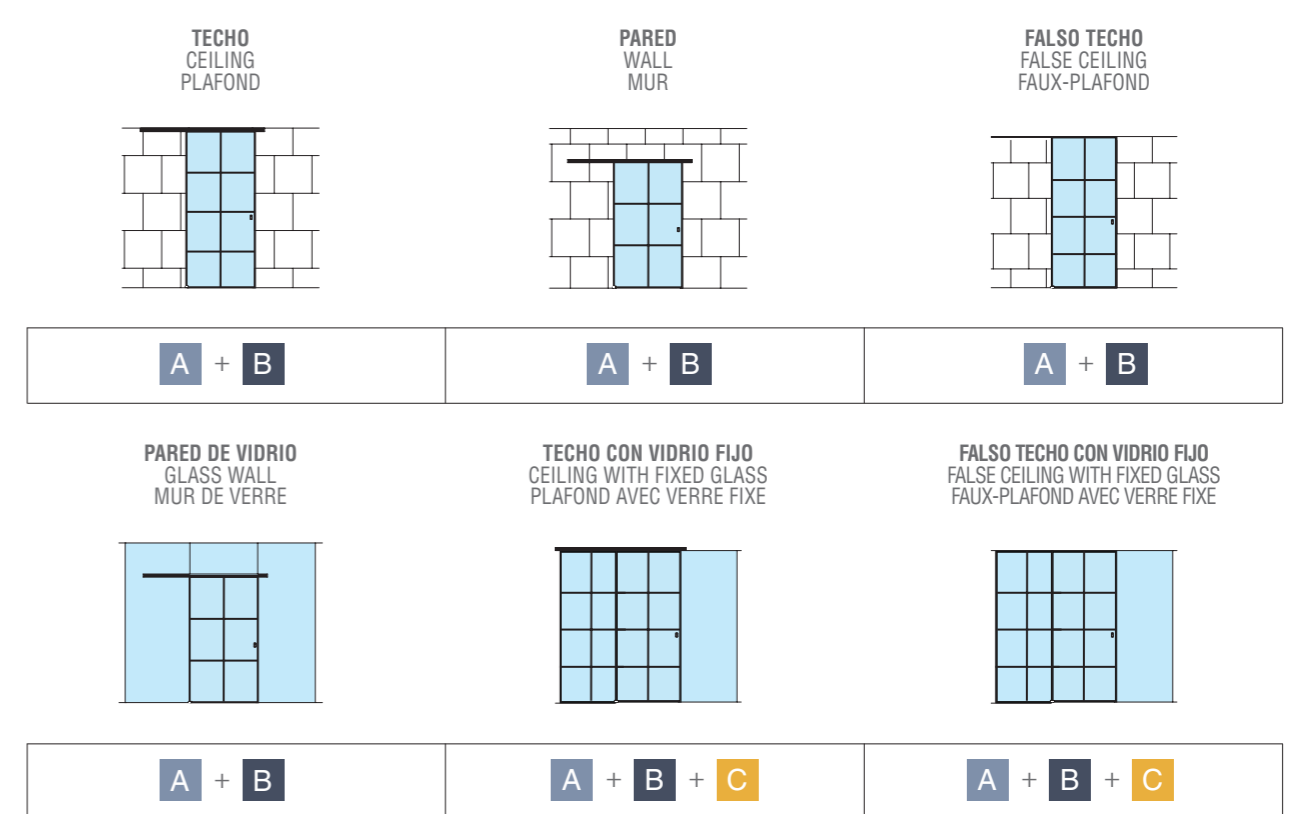 TECHO
CEILING
PLAFOND
PARED
WALL
MUR
FALSO TECHO
FALSE CEILING
FAUX-PLAFOND
A + B
A + B
A + B
PARED DE VIDRIO
GLASS WALL
MUR DE VERRE
TECHO CON VIDRIO FIJO
CEILING WITH FIXED GLASS
PLAFOND AVEC VERRE FIXE
FALSO TECHO CON VIDRIO FIJO
FALSE CEILING WITH FIXED GLASS
FAUX-PLAFOND AVEC VERRE FIXE
A + B
A + B + C
A + B + C